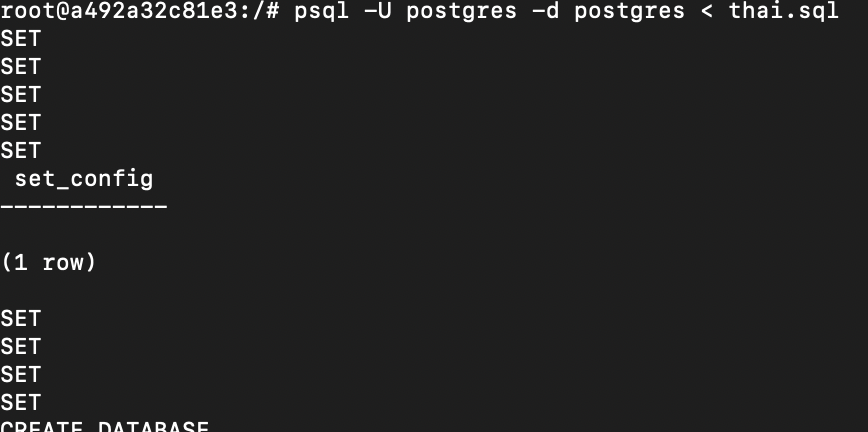 root@a492a32c81e3:/# psql -U postgres -d postgres < thai.sql
SET
SET
SET
SET
SET
set_config
------------
(1 row)
SET
SET
SET
SET
CREATE DATABASE